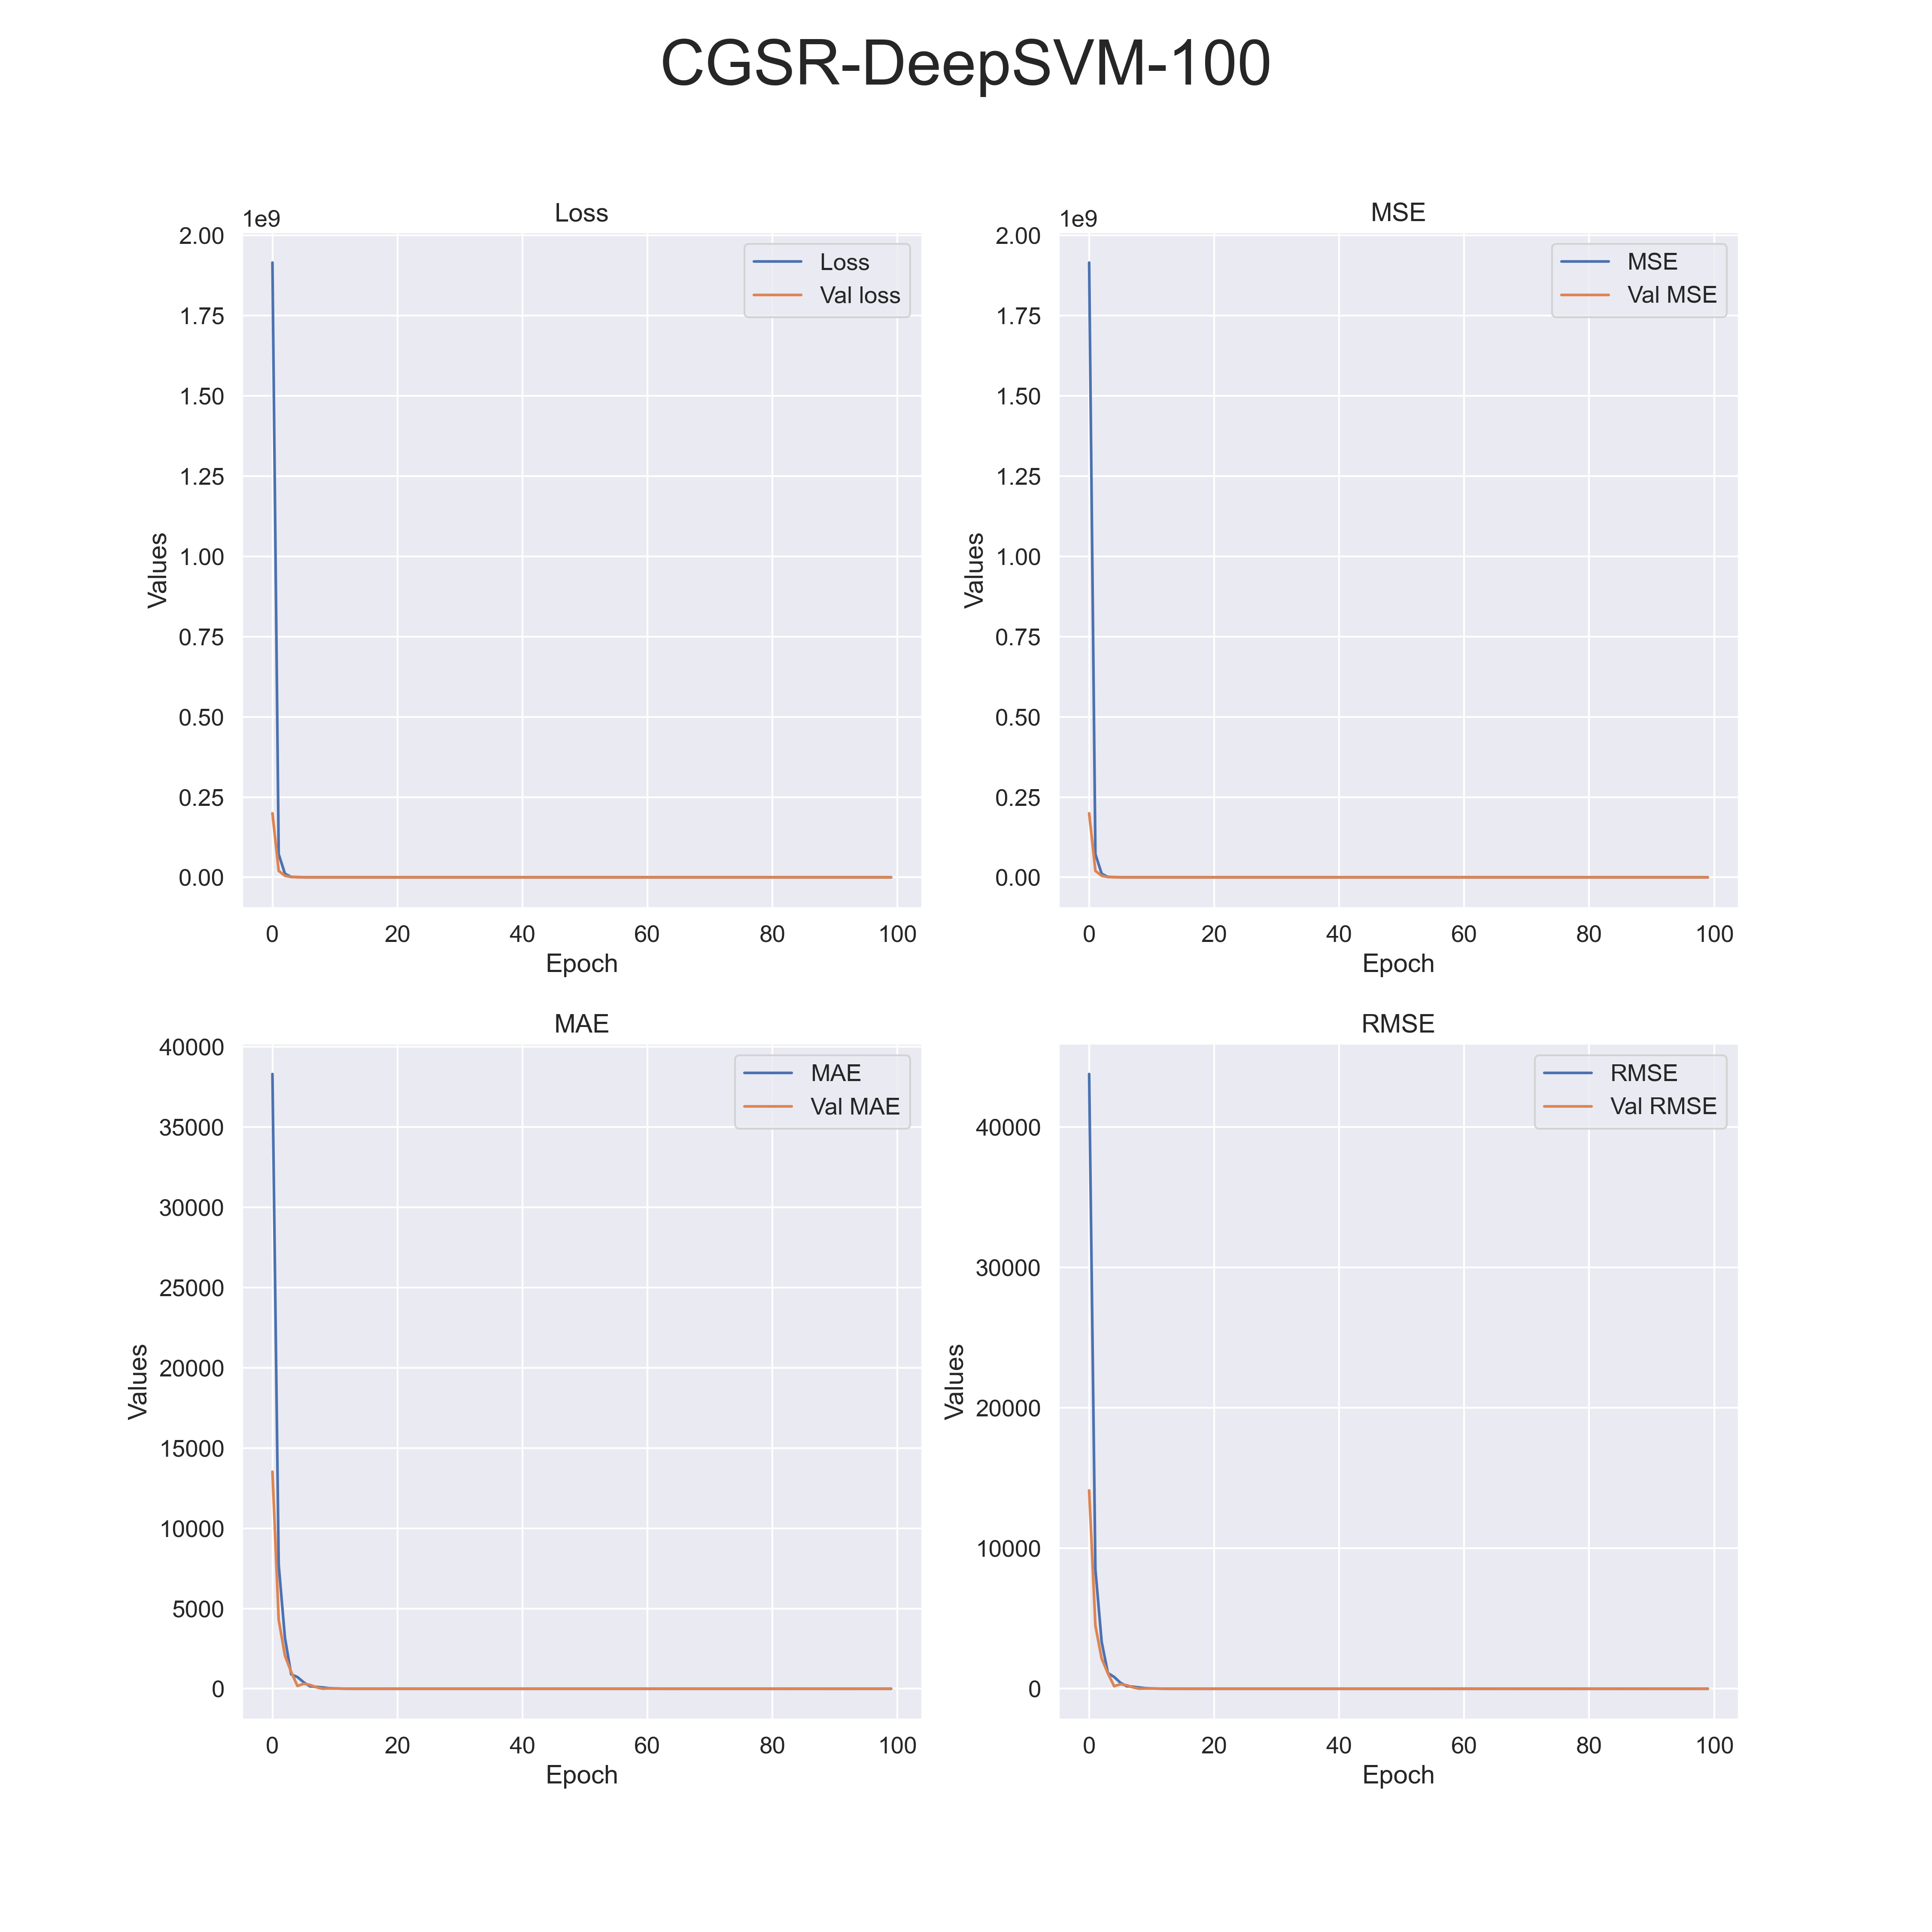 CGSR-DeepSVM-100
Loss
1e9
2.00
1.75
1.50
1.25
1.00
0.75
0.50
0.25
0.00
Values
0 20 40 60 80 100
Epoch
Loss
Val loss
MSE
1e9
2.00
1.75
1.50
1.25
1.00
0.75
0.50
0.25
0.00
Values
0 20 40 60 80 100
Epoch
MSE
Val MSE
MAE
40000
35000
30000
25000
20000
15000
10000
5000
0
Values
0 20 40 60 80 100
Epoch
MAE
Val MAE
RMSE
40000
30000
20000
10000
0
Values
0 20 40 60 80 100
Epoch
RMSE
Val RMSE